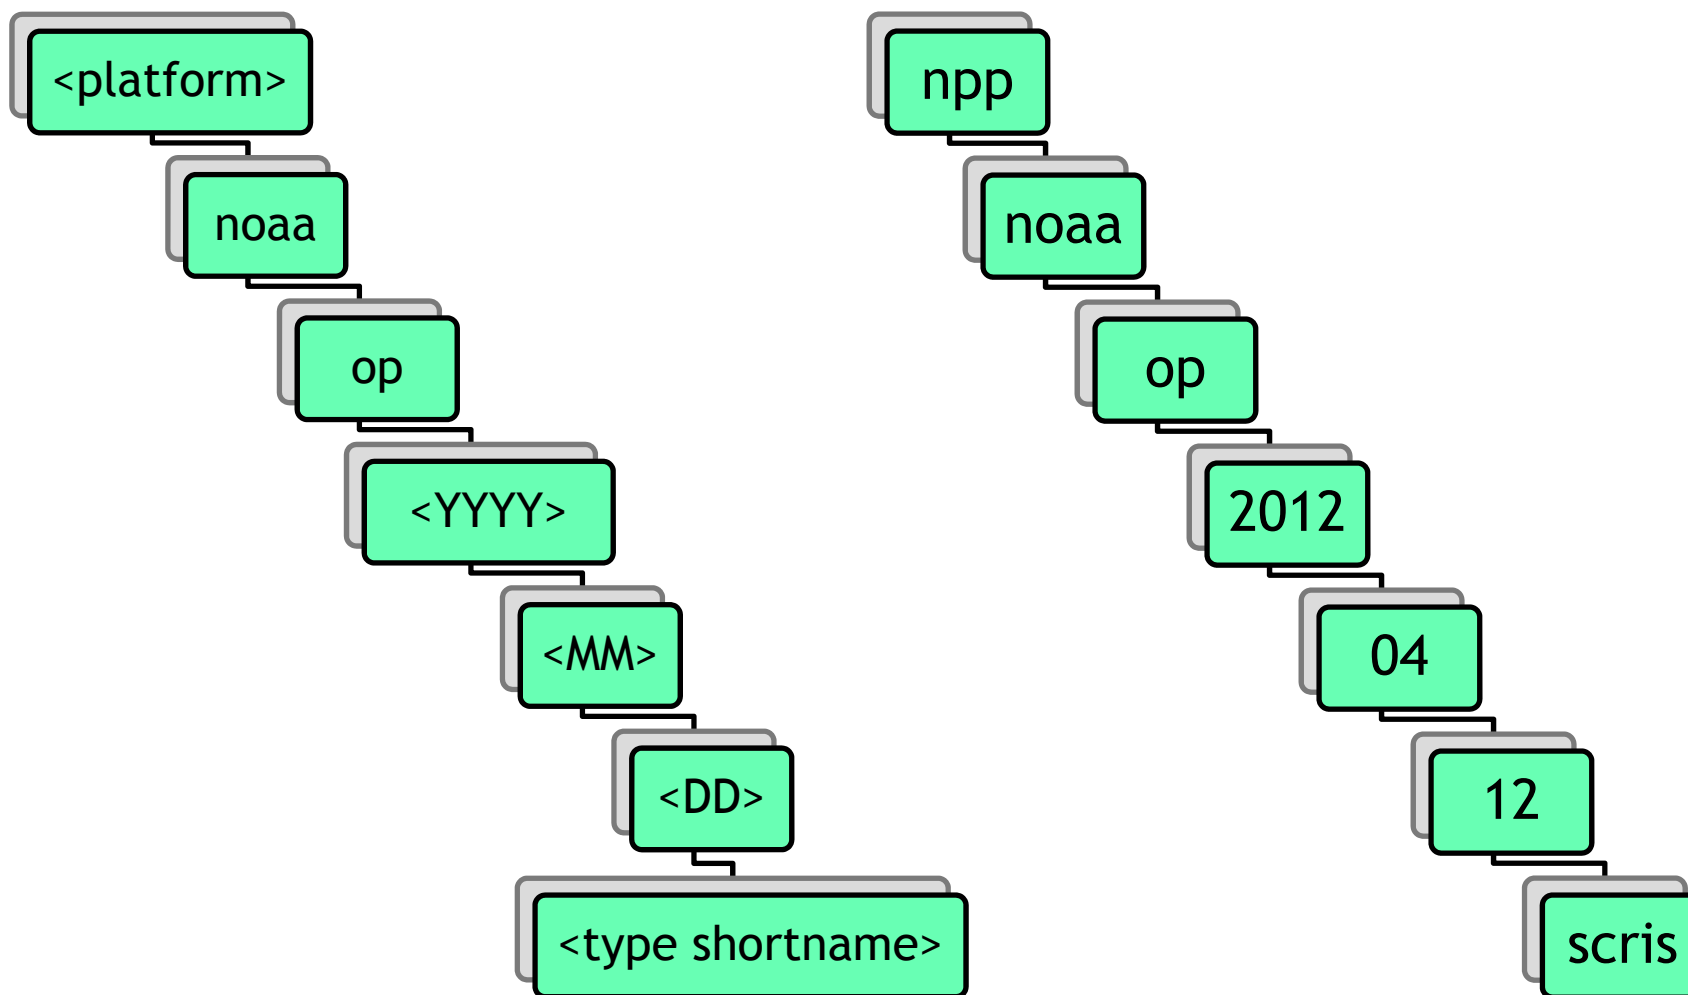 <platform>
noaa
op
<YYYY>
<MM>
<DD>
<type shortname>
npp
noaa
op
2012
04
12
scris